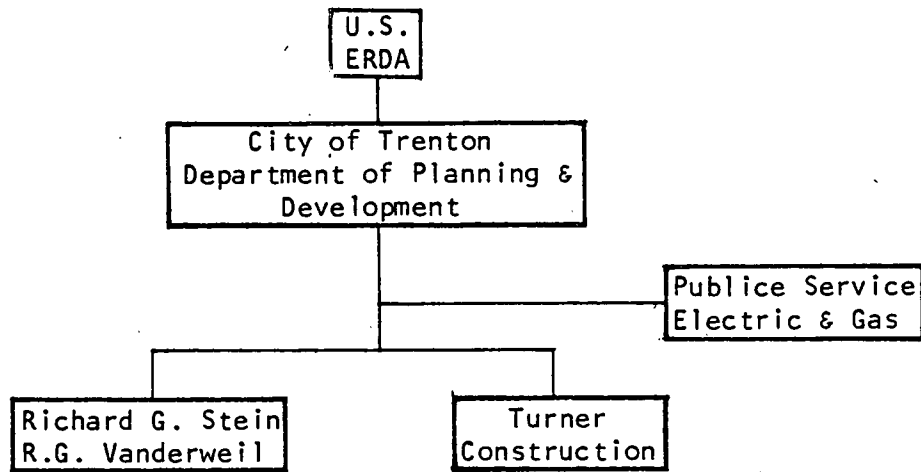 U.S.
ERDA
City of Trenton
Department of Planning &
Development
Publice Service
Electric & Gas
Richard G. Stein
R.G. Vanderweil
Turner
Construction